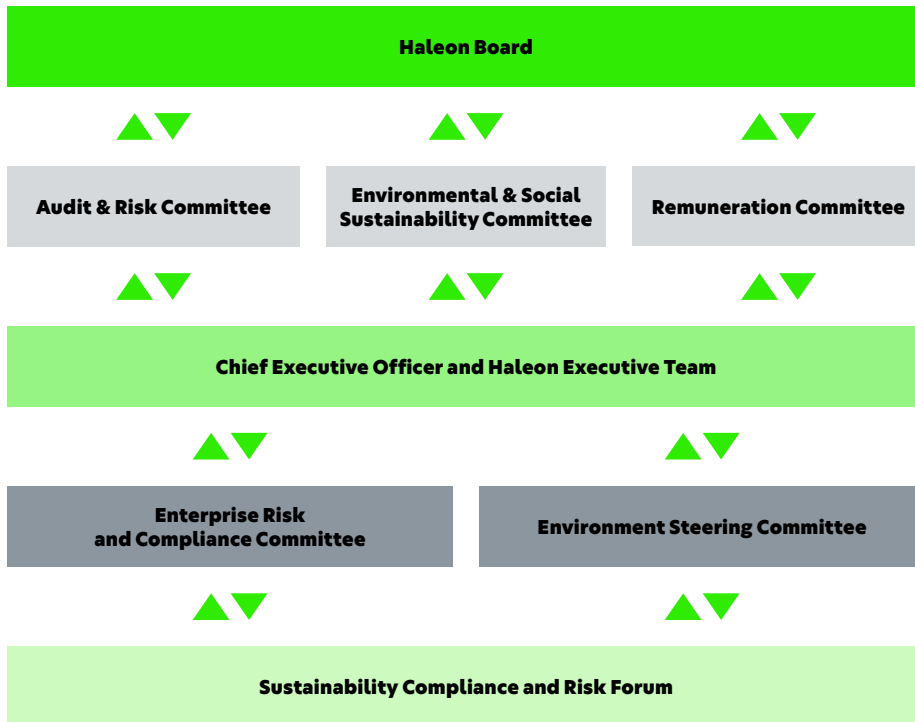 Haleon Board
Audit & Risk Committee
Environmental & Social
Sustainability Committee
Remuneration Committee
Chief Executive Officer and Haleon Executive Team
Enterprise Risk
and Compliance Committee
Environment Steering Committee
Sustainability Compliance and Risk Forum